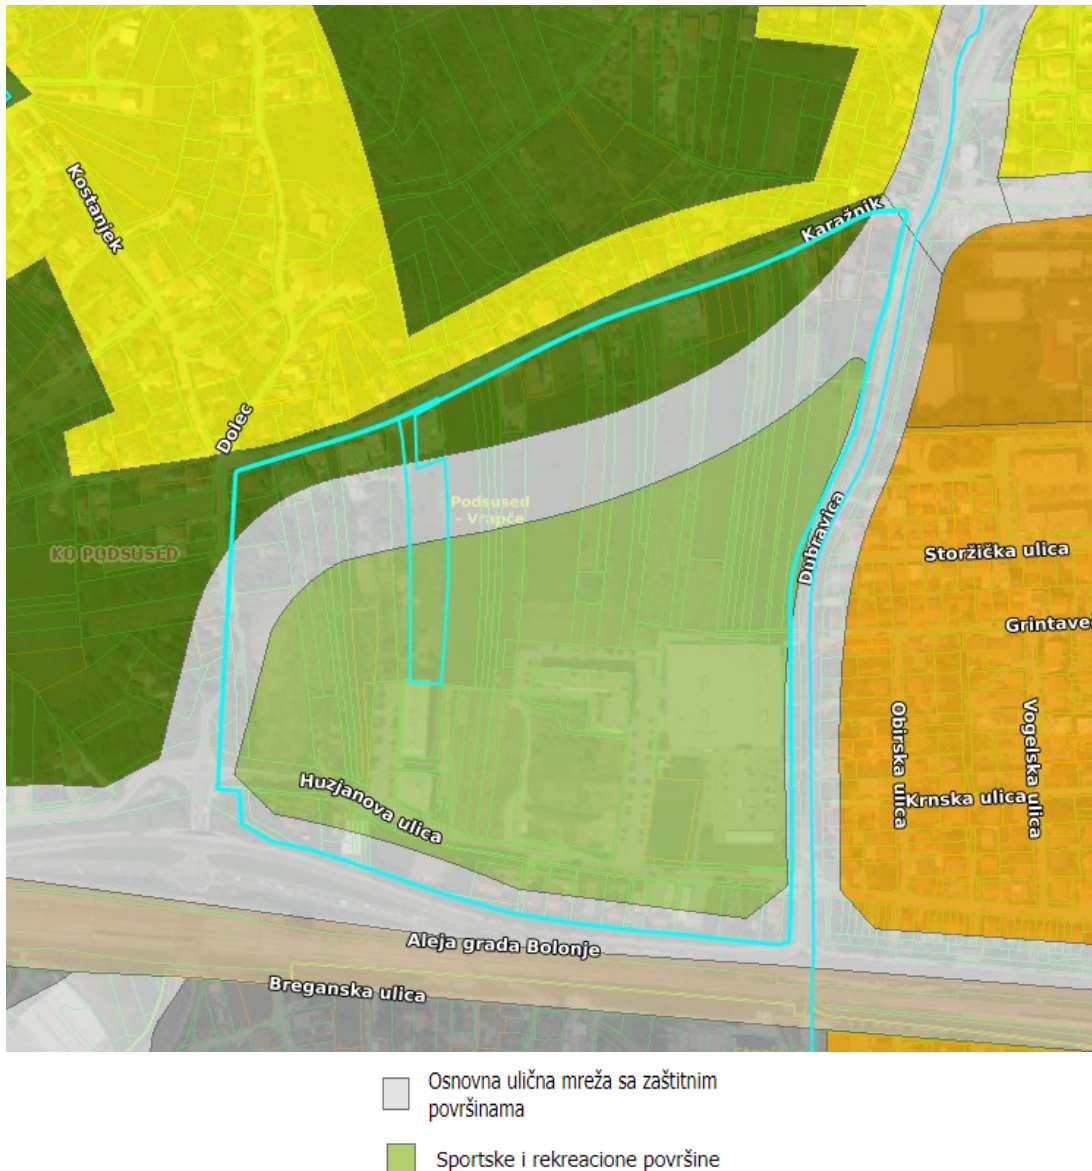 Kostanjek
Karažnik
Dolec
Podsused
- Vrapče
KO PODSUSED
Dubravica
Storžička ulica
Grintave
Obirska
ulica
Vogelska
ulica
Krnska ulica
Huzjanova ulica
Aleja grada Bolonje
Breganska ulica
Osnovna ulična mreža sa zaštitnim
površinama
Sportske i rekreacione površine